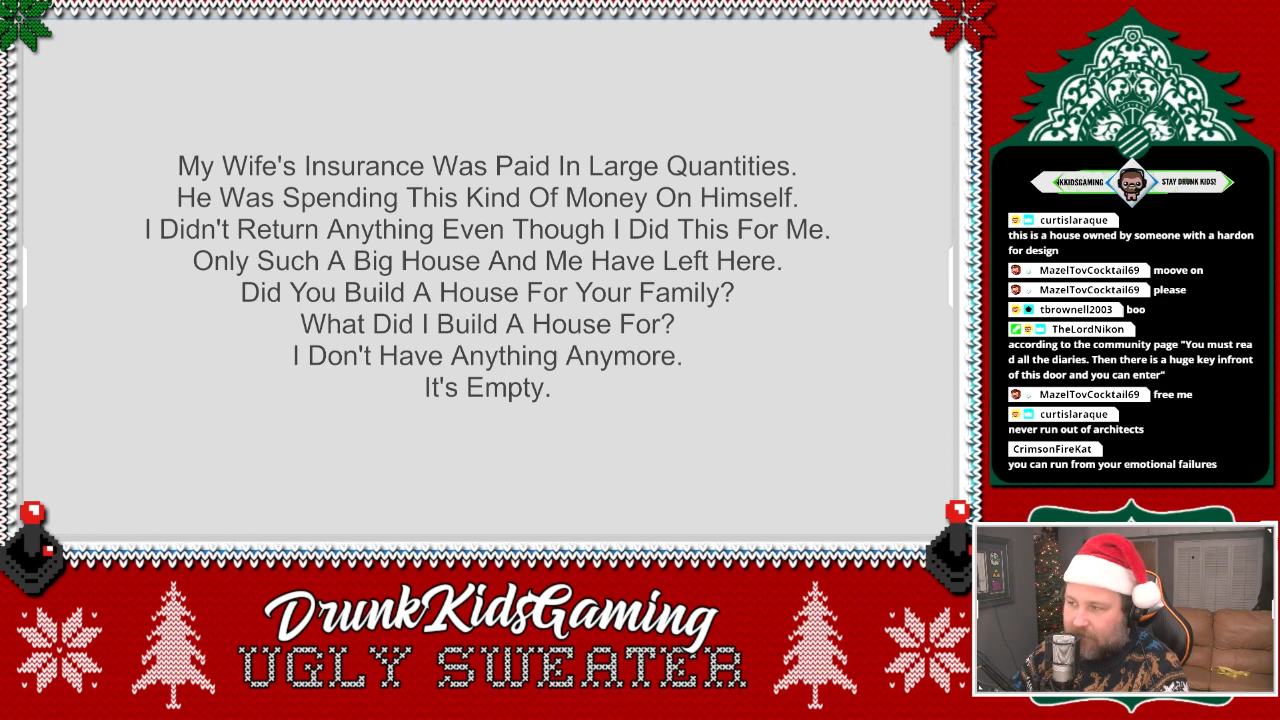 My Wife's Insurance Was Paid In Large Quantities.
He Was Spending This Kind Of Money On Himself.
I Didn't Return Anything Even Though I Did This For Me.
Only Such A Big House And Me Have Left Here.
Did You Build A House For Your Family?
What Did I Build A House For?
I Don't Have Anything Anymore.
It's Empty.
KKIDSGAMING
STAY DRUNK KIDS!
curtislaraque
this is a house owned by someone with a hardon
for design
MazelTovCocktail69 moove on
MazelTovCocktail69 please
tbrownell2003 boo
TheLordNikon
according to the community page "You must rea
d all the diaries. Then there is a huge key infront
of this door and you can enter"
MazelTovCocktail69 free me
curtislaraque
never run out of architects
CrimsonFireKat
you can run from your emotional failures
DrunkKidsGaming
UGLY SWEATER